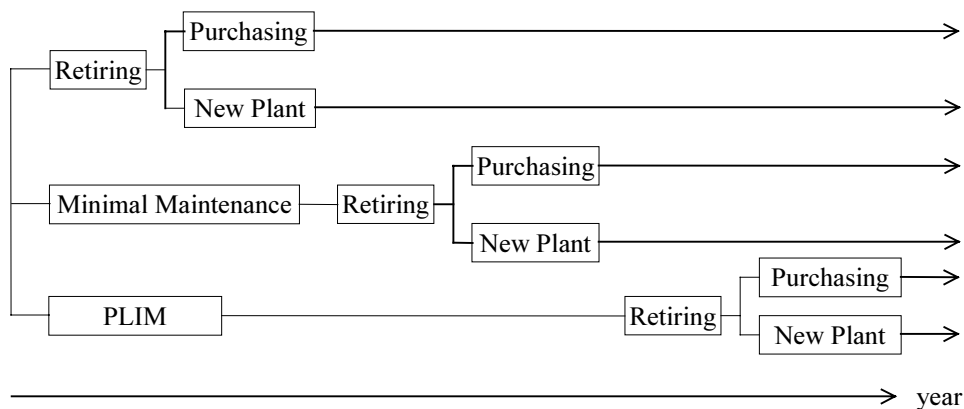 Purchasing
Retiring
New Plant
Purchasing
Minimal Maintenance
Retiring
New Plant
Purchasing
PLIM
Retiring
New Plant
year